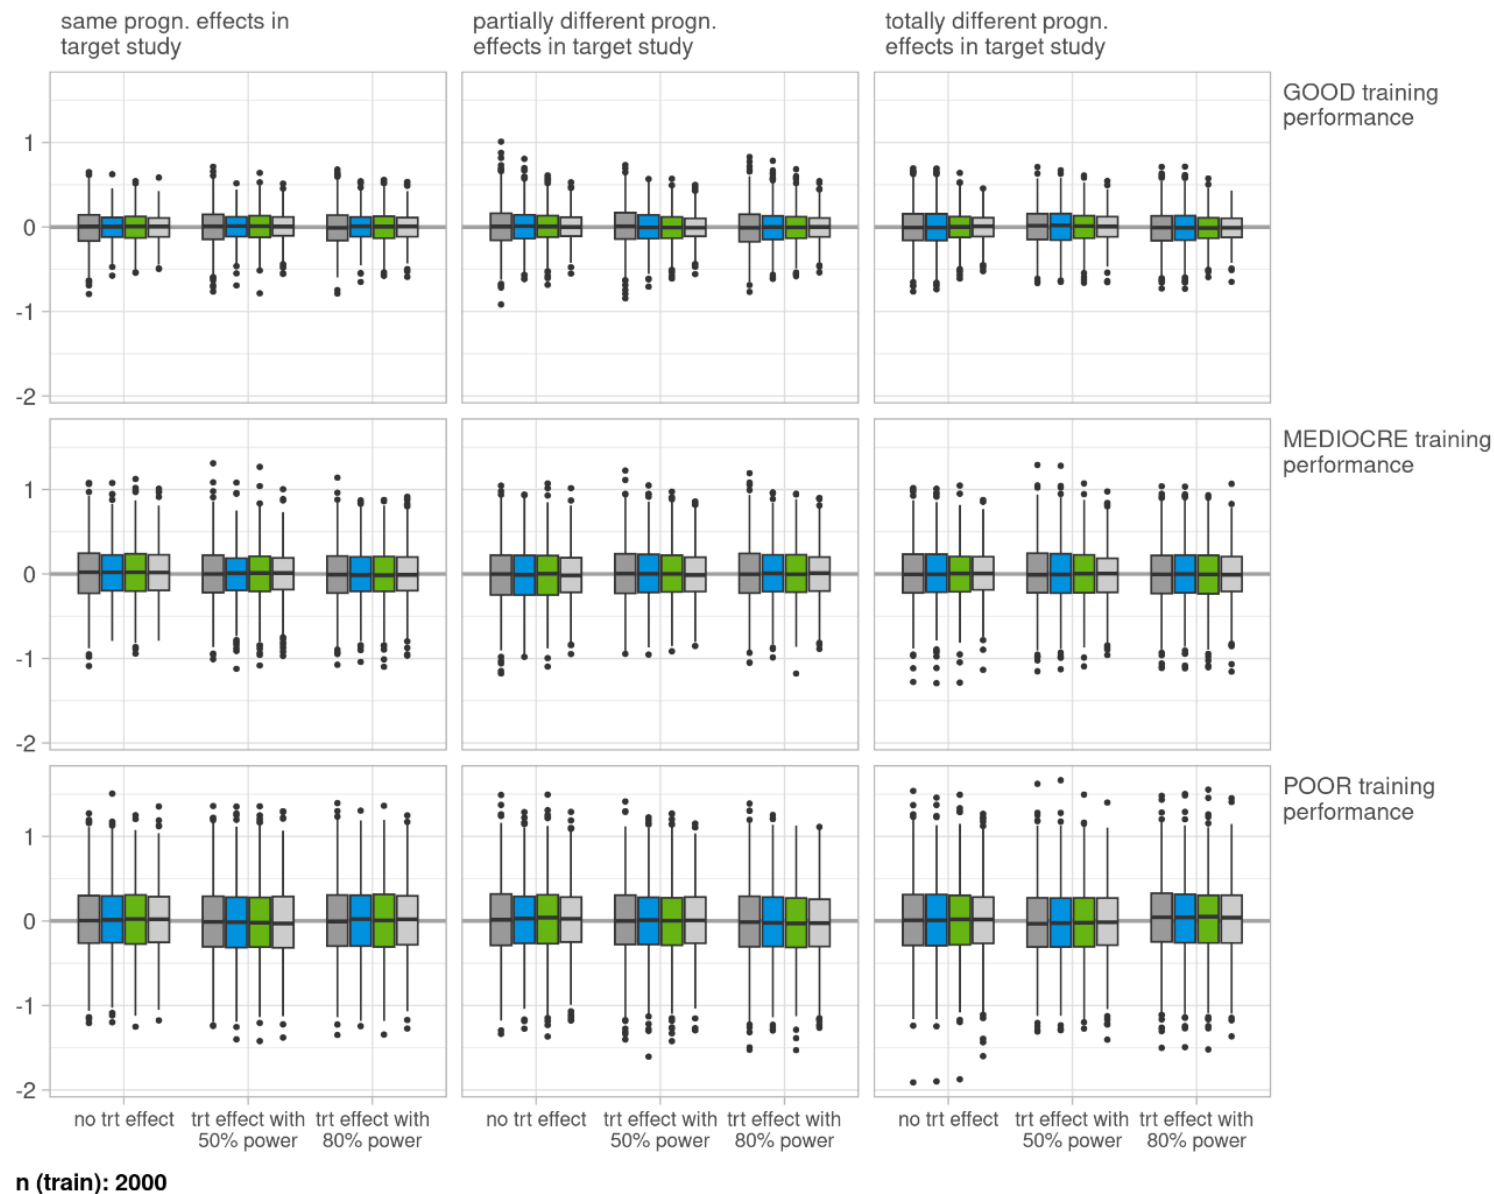 same progn. effects in
target study
partially different progn.
effects in target study
totally different progn.
effects in target study
GOOD training
performance
1
0
-1
-2
MEDIOCRE training
performance
1
0
-1
-2
POOR training
performance
1
0
-1
-2
no trt effect
trt effect with
50% power
trt effect with
80% power
no trt effect
trt effect with
50% power
trt effect with
80% power
no trt effect
trt effect with
50% power
trt effect with
80% power
n (train): 2000